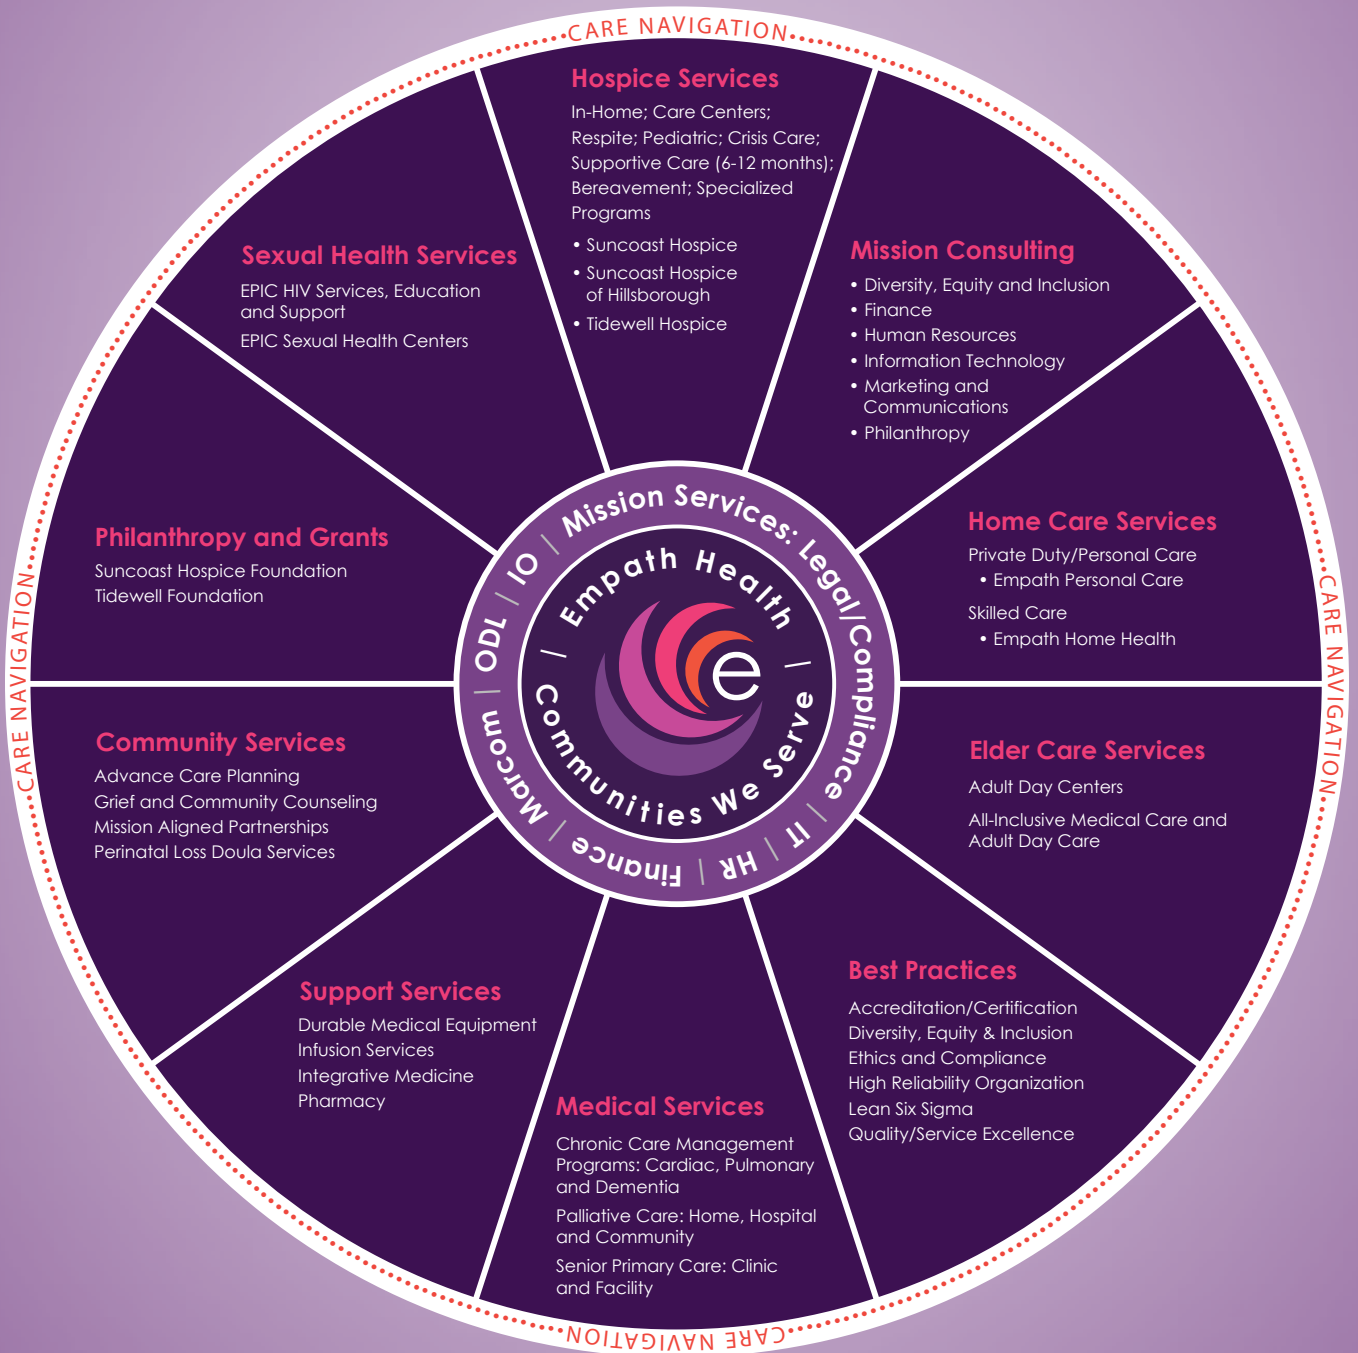 CARE NAVIGATION
Hospice Services
In-Home; Care Centers;
Respite; Pediatric; Crisis Care;
Supportive Care (6-12 months);
Bereavement; Specialized
Programs
• Suncoast Hospice
• Suncoast Hospice
of Hillsborough
• Tidewell Hospice
Mission Consulting
• Diversity, Equity and Inclusion
• Finance
• Human Resources
• Information Technology
• Marketing and
Communications
• Philanthropy
Home Care Services
Private Duty/Personal Care
• Empath Personal Care
Skilled Care
• Empath Home Health
CARE NAVIGATION
Elder Care Services
Adult Day Centers
All-Inclusive Medical Care and
Adult Day Care
Best Practices
Accreditation/Certification
Diversity, Equity & Inclusion
Ethics and Compliance
High Reliability Organization
Lean Six Sigma
Quality/Service Excellence
Medical Services
Chronic Care Management
Programs: Cardiac, Pulmonary
and Dementia
Palliative Care: Home, Hospital
and Community
Senior Primary Care: Clinic
and Facility
CARE NAVIGATION
Support Services
Durable Medical Equipment
Infusion Services
Integrative Medicine
Pharmacy
Community Services
Advance Care Planning
Grief and Community Counseling
Mission Aligned Partnerships
Perinatal Loss Doula Services
CARE NAVIGATION
Philanthropy and Grants
Suncoast Hospice Foundation
Tidewell Foundation
Sexual Health Services
EPIC HIV Services, Education
and Support
EPIC Sexual Health Centers
Mission Services: Legal/Compliance | IT | HR | Finance | Marcom | ODL | IO |
Empath Health |
Communities We Serve |
e